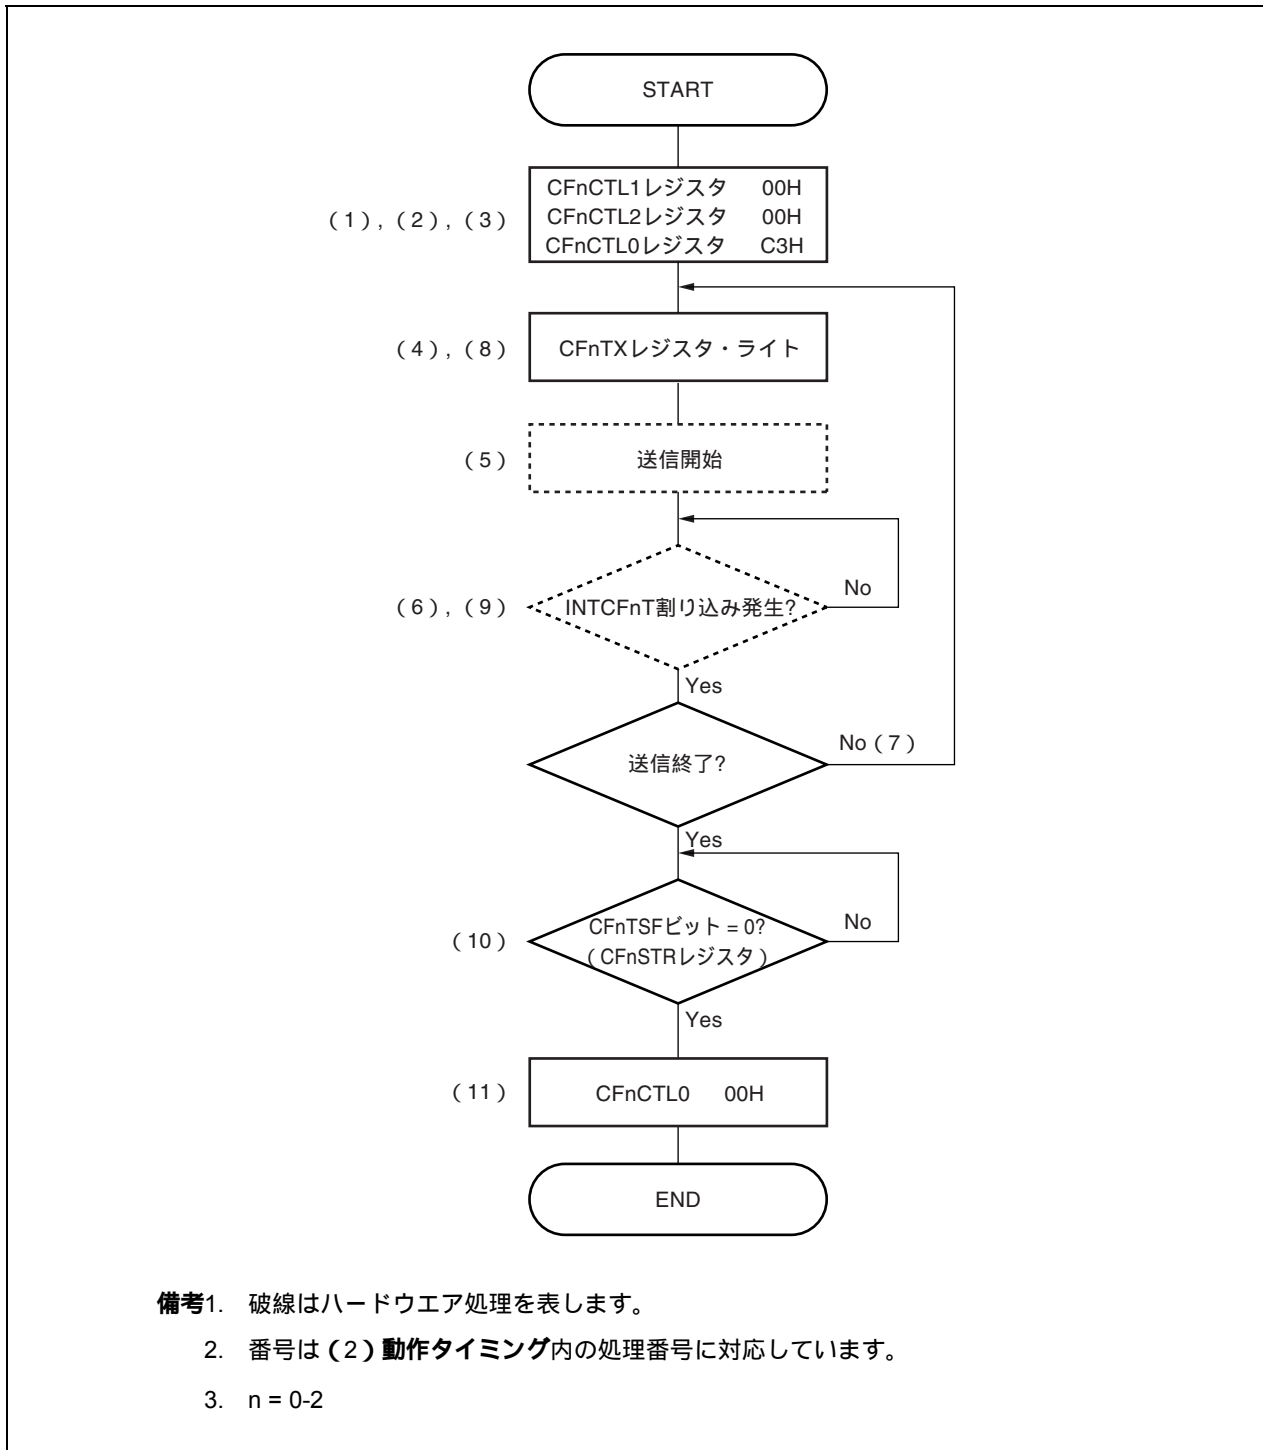 START
CFnCTL1レジスタ 00H
(1), (2), (3) CFnCTL2レジスタ 00H
CFnCTL0レジスタ C3H
(4), (8) CFnTXレジスタ・ライト
(5) 送信開始
No
(6), (9) INTCFnT割り込み発生?
Yes
No(7)
送信終了?
Yes
CFnTSFビット = 0?
No
(10)
(CFnSTRレジスタ)
Yes
(11) CFnCTL0 00H
END
備考1. 破線はハードウエア処理を表します。
2. 番号は(2)動作タイミング内の処理番号に対応しています。
3. n = 0-2